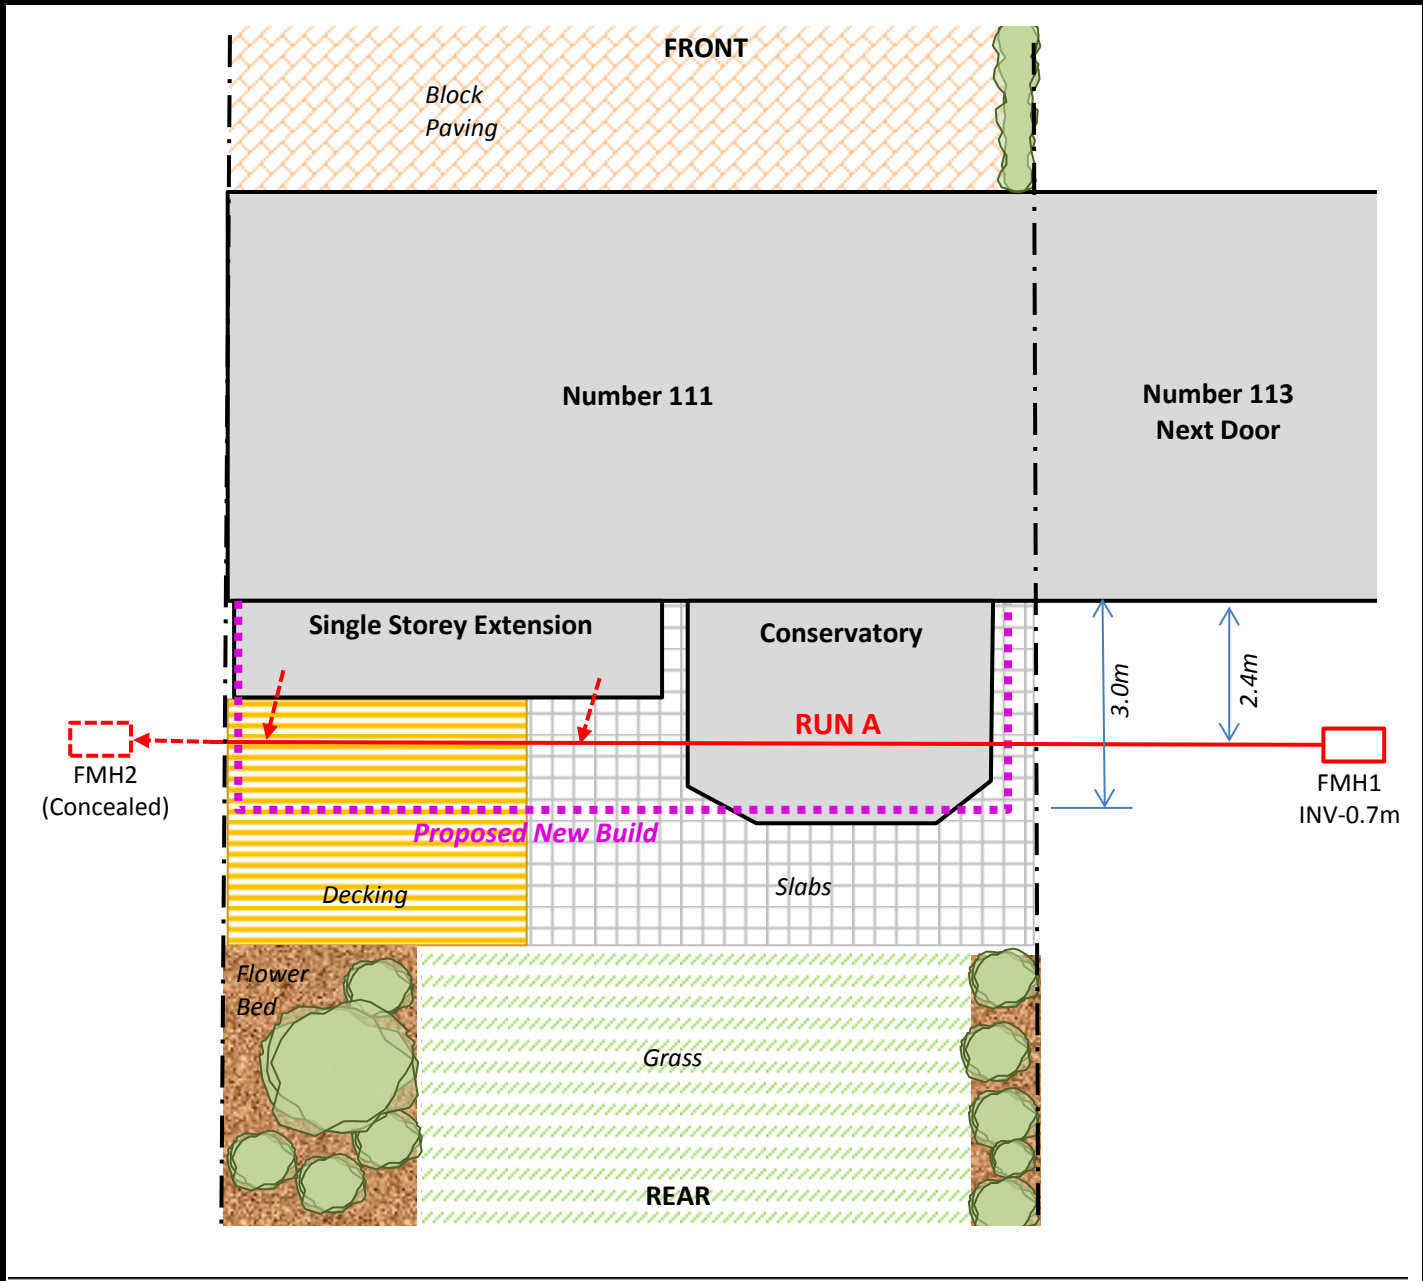 FRONT
Block
Paving
Number 111
Number 113
Next Door
Single Storey Extension
Conservatory
3.0m
2.4m
RUN A
FMH2
(Concealed)
FMH1
INV-0.7m
Proposed New Build
Decking
Slabs
Flower
Bed
Grass
REAR